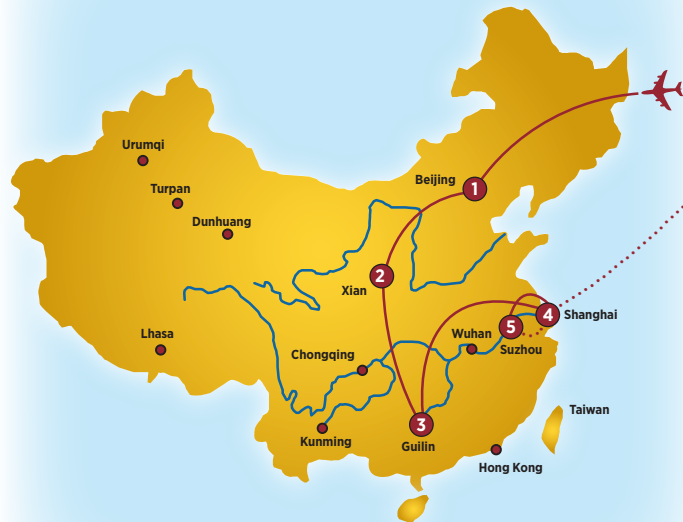 Urumqi
Turpan
Dunhuang
Beijing
1
2
Xian
Lhasa
Chongqing
Wuhan
4
Shanghai
5
Suzhou
Kunming
3
Guilin
Taiwan
Hong Kong